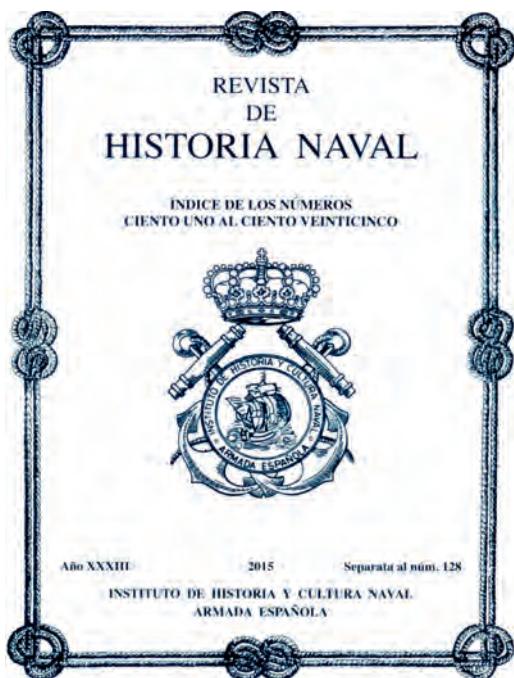 REVISTA
DE
HISTORIA NAVAL
ÍNDICE DE LOS NÚMEROS
CIENTO UNO AL CIENTO VEINTICINCO
INSTITUTO DE HISTORIA Y CULTURA NAVAL
ARMADA ESPAÑOLA
Año XXXIII 2015 Separata al núm. 128
INSTITUTO DE HISTORIA Y CULTURA NAVAL
ARMADA ESPAÑOLA